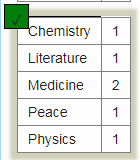 Chemistry 1
Literature 1
Medicine 2
Peace 1
Physics 1